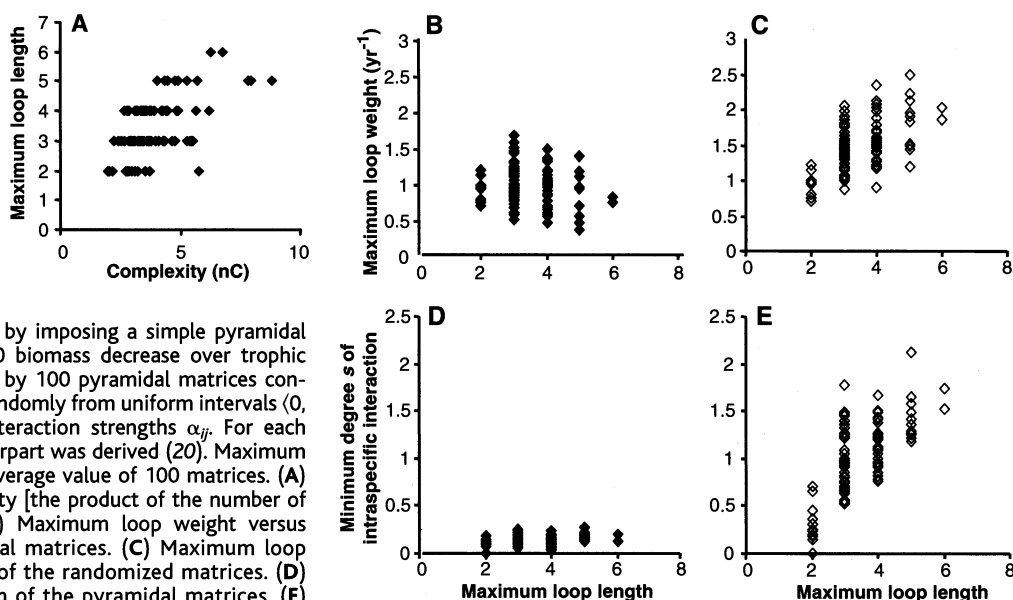 A
7
6
5
4
3
2
1
0
Maximum loop length
0 5 10
Complexity (nC)
B
3
2.5
2
1.5
1
0.5
0
Maximum loop weight (yr⁻¹)
0 2 4 6 8
C
3
2.5
2
1.5
1
0.5
0
0 2 4 6 8
by imposing a simple pyramidal
biomass decrease over trophic
by 100 pyramidal matrices con-
ndomly from uniform intervals ⟨0,
teraction strengths αij. For each
rpart was derived (20). Maximum
verage value of 100 matrices. (A)
ty [the product of the number of
) Maximum loop weight versus
al matrices. (C) Maximum loop
of the randomized matrices. (D)
n of the pyramidal matrices. (E)
D
2.5
2
1.5
1
0.5
0
Minimum degree s of
intraspecific interaction
0 2 4 6 8
Maximum loop length
E
2.5
2
1.5
1
0.5
0
0 2 4 6 8
Maximum loop length